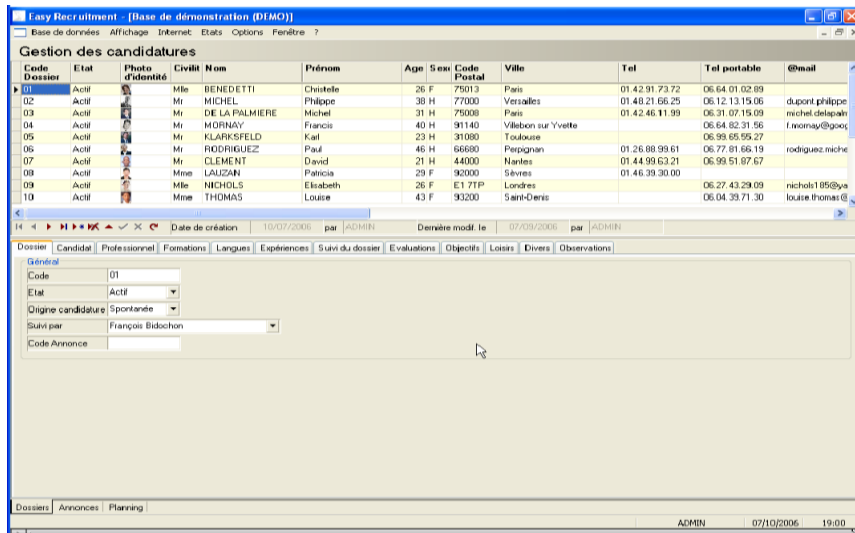 Easy Recruitment - [Base de démonstration (DEMO)]
Base de données Affichage Internet Etats Options Fenêtre ?
Gestion des candidatures
Code Dossier Etat Photo d'identité Civilit Nom Prénom Age Sexe Code Postal Ville Tel Tel portable @mail
01 Actif Mlle BENEDETTI Christelle 26 F 75013 Paris 01.42.91.73.72 06.64.01.02.89
02 Actif Mr MICHEL Philippe 38 H 77000 Versailles 01.48.21.66.25 06.12.13.15.06 dupont.philippe
03 Actif Mr DE LA PALMIERE Michel 31 H 75008 Paris 01.42.46.11.99 06.31.07.15.09 michel.delapalm
04 Actif Mr MORNAY Francis 40 H 91140 Villebon sur Yvette 06.64.82.31.56 f.mornay@goog
05 Actif Mr KLARKSFELD Karl 23 H 31080 Toulouse 06.99.65.55.27
06 Actif Mr RODRIGUEZ Paul 46 H 66680 Perpignan 01.26.88.99.61 06.77.81.66.19 rodriguez.miche
07 Actif Mr CLEMENT David 21 H 44000 Nantes 01.44.99.63.21 06.99.51.87.67
08 Actif Mme LAUZAN Patricia 29 F 92000 Sèvres 01.46.39.30.00
09 Actif Mlle NICHOLS Elisabeth 26 F E1 7TP Londres 06.27.43.29.09 nichols185@ya
10 Actif Mme THOMAS Louise 43 F 93200 Saint-Denis 06.04.39.71.30 louise.thomas@
Date de création 10/07/2006 par ADMIN Dernière modif. le 07/09/2006 par ADMIN
Dossier Candidat Professionnel Formations Langues Expériences Suivi du dossier Evaluations Objectifs Loisirs Divers Observations
Général
Code 01
Etat Actif
Origine candidature Spontanée
Suivi par François Bidochon
Code Annonce
Dossiers Annonces Planning
ADMIN 07/10/2006 19:00